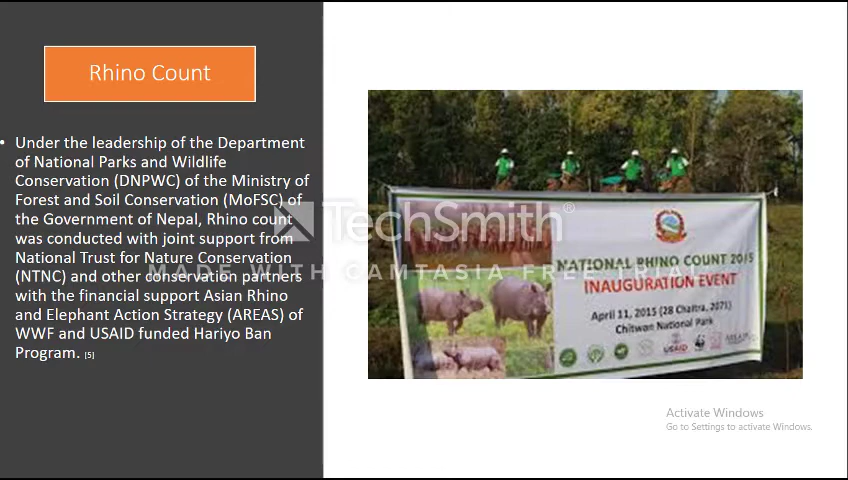 Rhino Count
• Under the leadership of the Department
of National Parks and Wildlife
Conservation (DNPWC) of the Ministry of
Forest and Soil Conservation (MoFSC) of
the Government of Nepal, Rhino count
was conducted with joint support from
National Trust for Nature Conservation
(NTNC) and other conservation partners
with the financial support Asian Rhino
and Elephant Action Strategy (AREAS) of
WWF and USAID funded Hariyo Ban
Program. [5]
TechSmith®
MADE WITH CAMTASIA FREE TRIAL
NATIONAL RHINO COUNT 2015
INAUGURATION EVENT
April 11, 2015 (28 Chaitra, 2071)
Chitwan National Park
USAID
WWF
Activate Windows
Go to Settings to activate Windows.